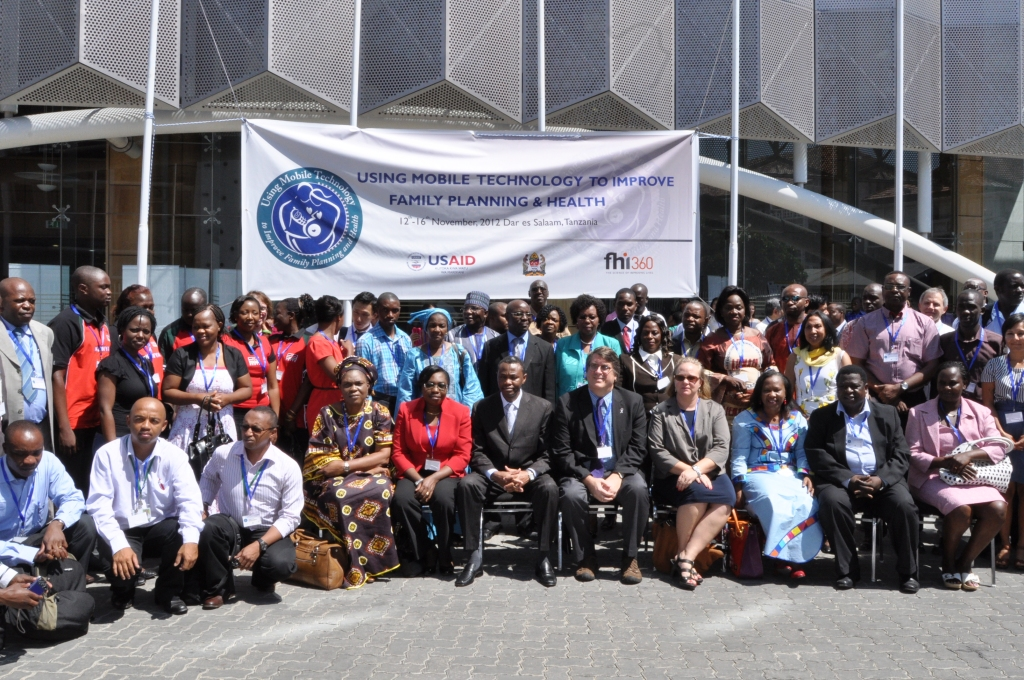 Using Mobile Technology
to Improve Family Planning and Health
USING MOBILE TECHNOLOGY TO IMPROVE
FAMILY PLANNING & HEALTH
12th -16th November, 2012 Dar es Salaam, Tanzania
USAID
fhi360